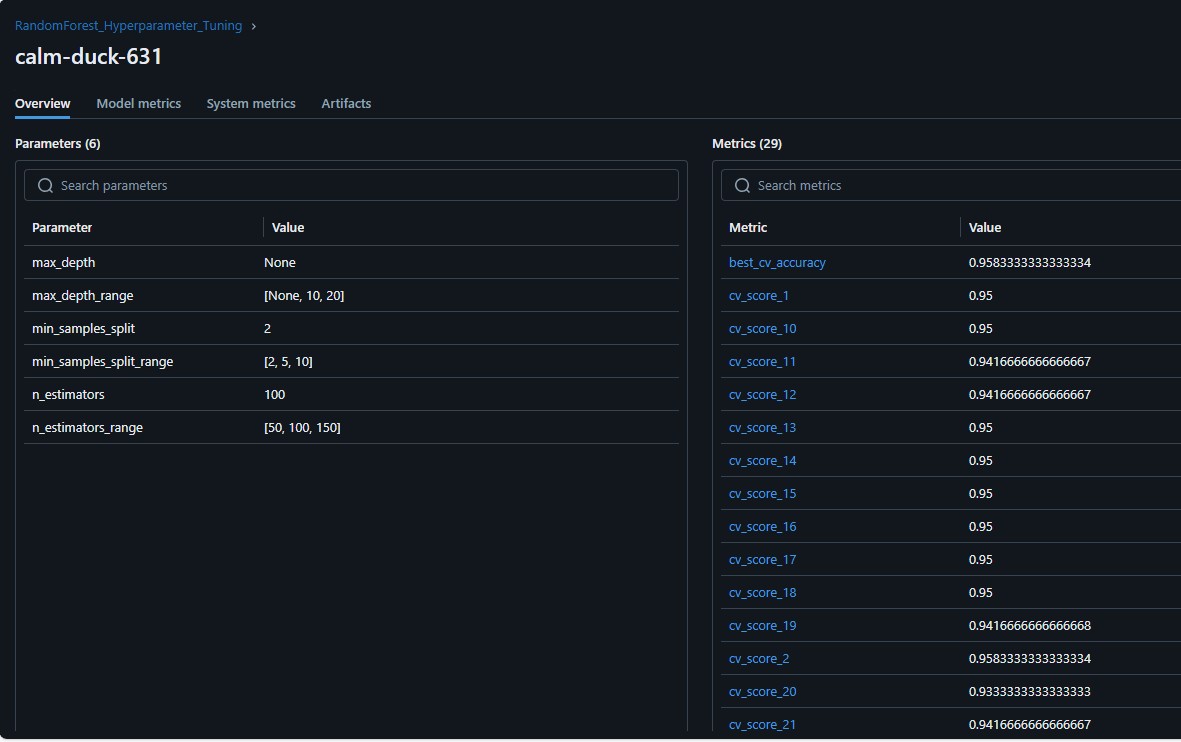 RandomForest_Hyperparameter_Tuning ›
calm-duck-631
Overview Model metrics System metrics Artifacts
Parameters (6)
Search parameters
Parameter Value
max_depth None
max_depth_range [None, 10, 20]
min_samples_split 2
min_samples_split_range [2, 5, 10]
n_estimators 100
n_estimators_range [50, 100, 150]
Metrics (29)
Search metrics
Metric Value
best_cv_accuracy 0.9583333333333334
cv_score_1 0.95
cv_score_10 0.95
cv_score_11 0.9416666666666667
cv_score_12 0.9416666666666667
cv_score_13 0.95
cv_score_14 0.95
cv_score_15 0.95
cv_score_16 0.95
cv_score_17 0.95
cv_score_18 0.95
cv_score_19 0.9416666666666668
cv_score_2 0.9583333333333334
cv_score_20 0.9333333333333333
cv_score_21 0.9416666666666667